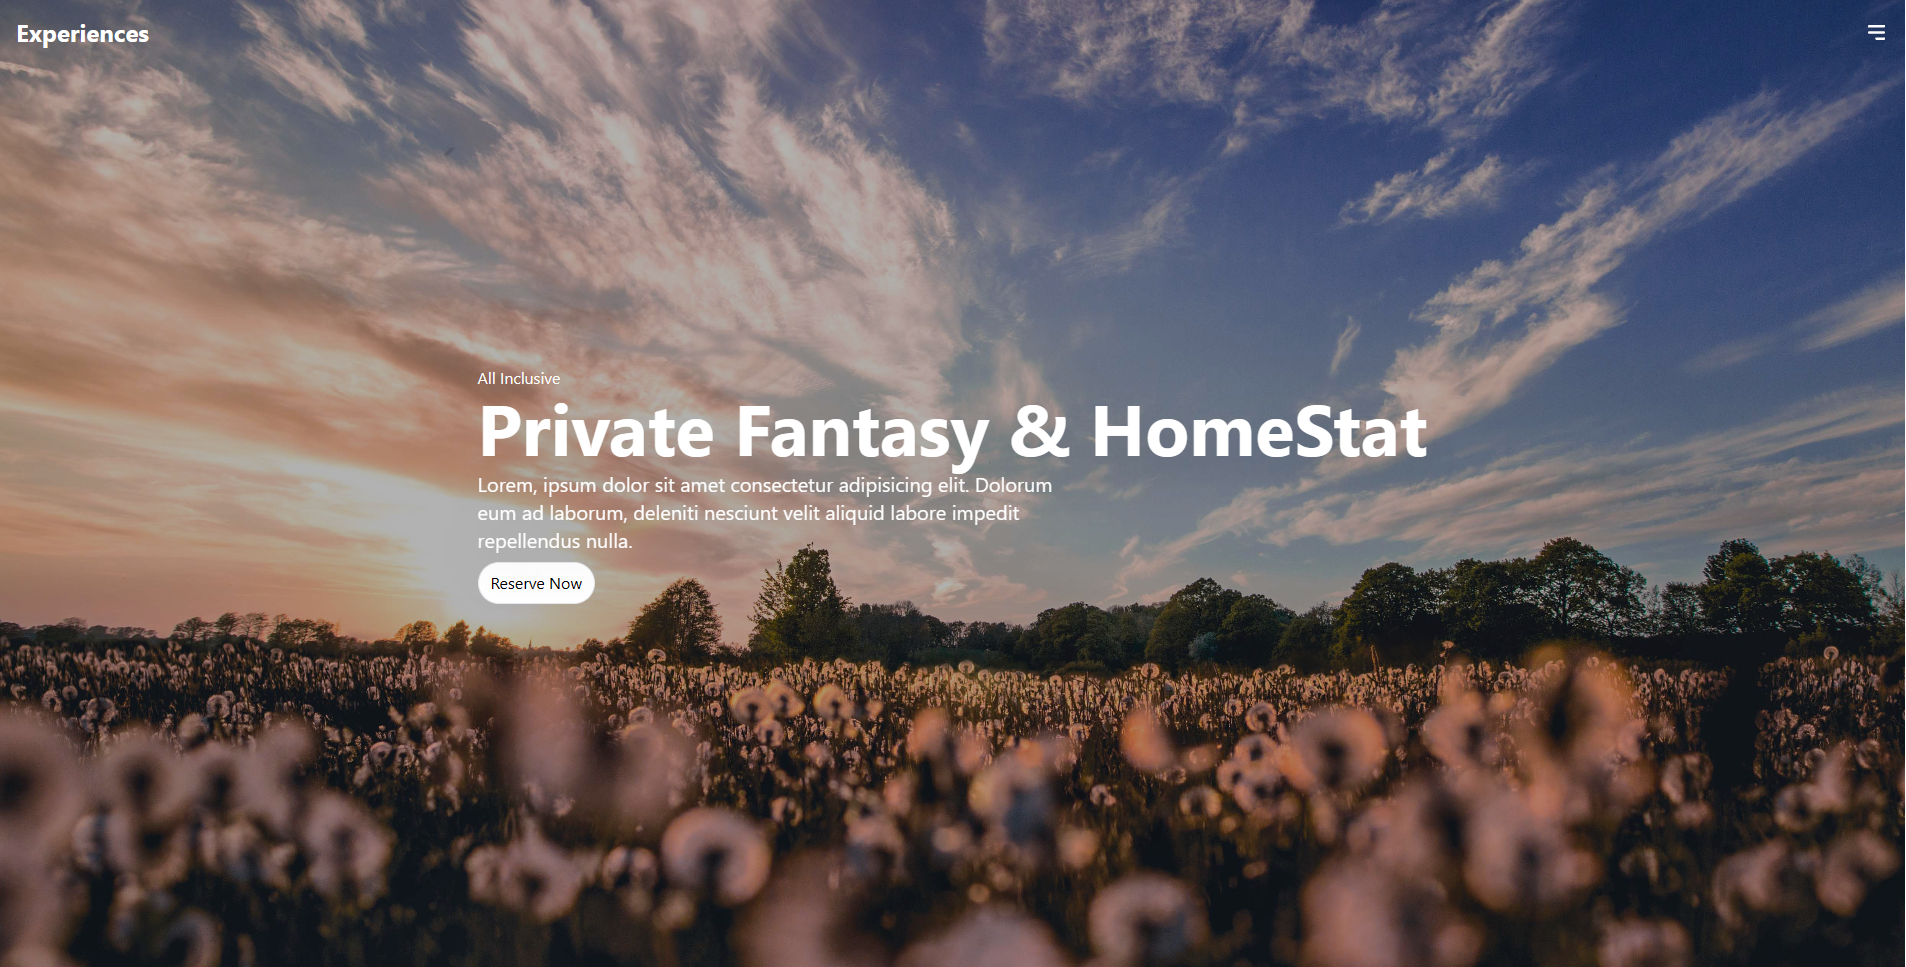 Experiences
All Inclusive
Private Fantasy & HomeStat
Lorem, ipsum dolor sit amet consectetur adipisicing elit. Dolorum
eum ad laborum, deleniti nesciunt velit aliquid labore impedit
repellendus nulla.
Reserve Now